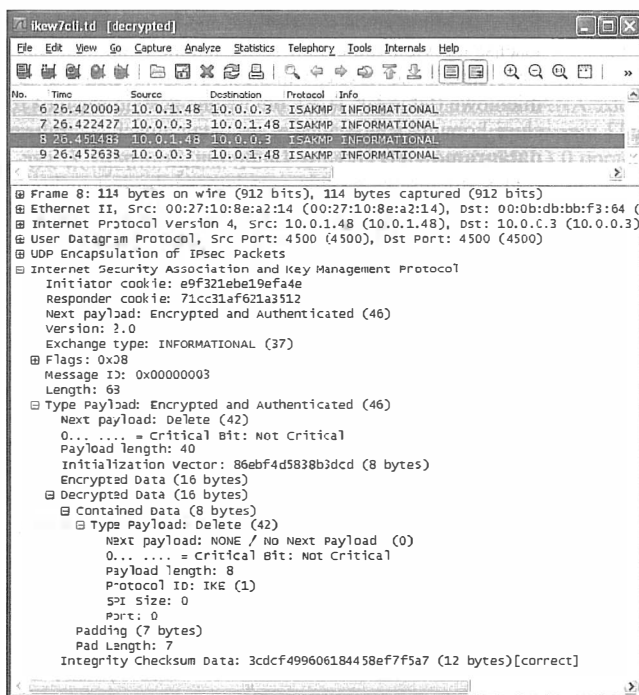 ikew7cli.td [decrypted]
File Edit View Go Capture Analyze Statistics Telephony Tools Internals Help
No. Time Source Destination Protocol Info
6 26.420009 10.0.1.48 10.0.0.3 ISAKMP INFORMATIONAL
7 26.422427 10.0.0.3 10.0.1.48 ISAKMP INFORMATIONAL
8 26.451483 10.0.1.48 10.0.0.3 ISAKMP INFORMATIONAL
9 26.452638 10.0.0.3 10.0.1.48 ISAKMP INFORMATIONAL
Frame 8: 114 bytes on wire (912 bits), 114 bytes captured (912 bits)
Ethernet II, Src: 00:27:10:8e:a2:14 (00:27:10:8e:a2:14), Dst: 00:0b:db:bb:f3:64 (
Internet Protocol Version 4, Src: 10.0.1.48 (10.0.1.48), Dst: 10.0.0.3 (10.0.0.3)
User Datagram Protocol, Src Port: 4500 (4500), Dst Port: 4500 (4500)
UDP Encapsulation of IPsec Packets
Internet Security Association and Key Management Protocol
Initiator cookie: e9f321ebe19efa4e
Responder cookie: 71cc31af621a3512
Next payload: Encrypted and Authenticated (46)
Version: 2.0
Exchange type: INFORMATIONAL (37)
Flags: 0x08
Message ID: 0x00000003
Length: 68
Type Payload: Encrypted and Authenticated (46)
Next payload: Delete (42)
0... .... = Critical Bit: Not Critical
Payload length: 40
Initialization Vector: 86ebf4d5838b3dcd (8 bytes)
Encrypted Data (16 bytes)
Decrypted Data (16 bytes)
Contained Data (8 bytes)
Type Payload: Delete (42)
Next payload: NONE / No Next Payload (0)
0... .... = Critical Bit: Not Critical
Payload length: 8
Protocol ID: IKE (1)
SPI Size: 0
Port: 0
Padding (7 bytes)
Pad Length: 7
Integrity Checksum Data: 3cdcf499606184458ef7f5a7 (12 bytes)[correct]